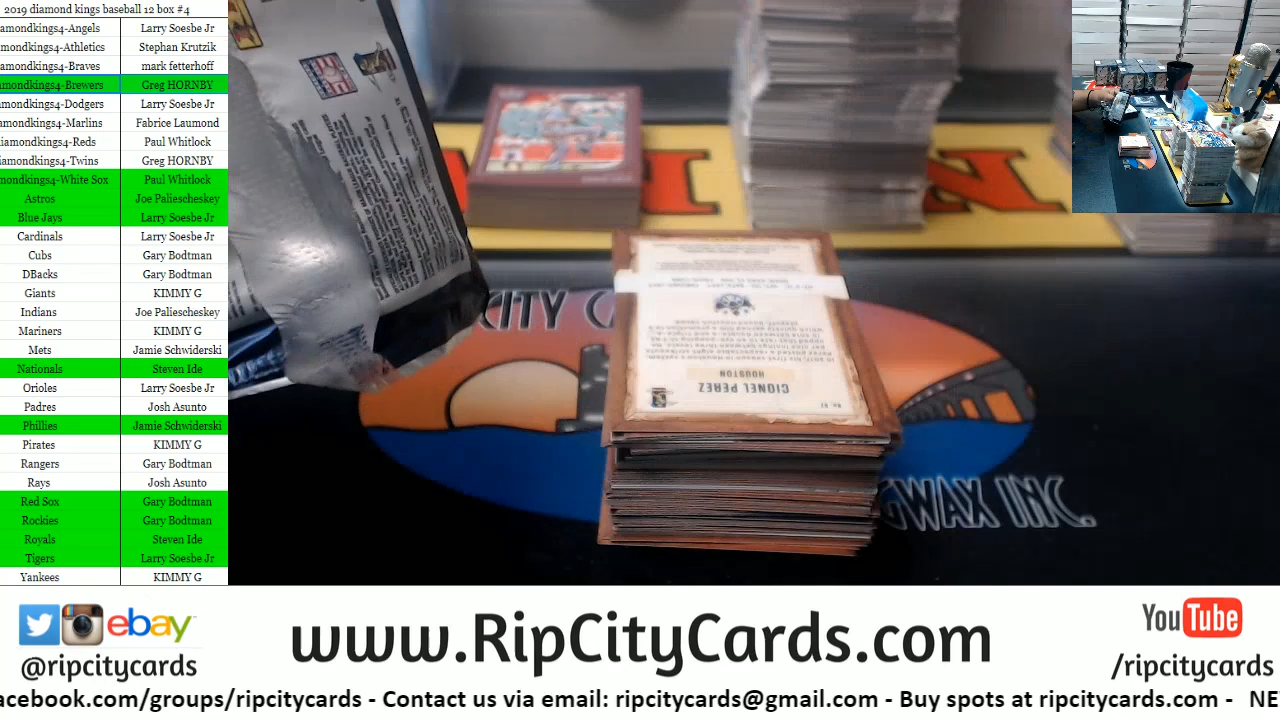 2019 diamond kings baseball 12 box #4
amondkings4-Angels Larry Soesbe Jr
mondkings4-Athletics Stephan Krutzik
amondkings4-Braves mark fetterhoff
amondkings4-Brewers Greg HORNBY
amondkings4-Dodgers Larry Soesbe Jr
amondkings4-Marlins Fabrice Laumond
iamondkings4-Reds Paul Whitlock
iamondkings4-Twins Greg HORNBY
mondkings4-White Sox Paul Whitlock
Astros Joe Paliescheskey
Blue Jays Larry Soesbe Jr
Cardinals Larry Soesbe Jr
Cubs Gary Bodtman
DBacks Gary Bodtman
Giants KIMMY G
Indians Joe Paliescheskey
Mariners KIMMY G
Mets Jamie Schwiderski
Nationals Steven Ide
Orioles Larry Soesbe Jr
Padres Josh Asunto
Phillies Jamie Schwiderski
Pirates KIMMY G
Rangers Gary Bodtman
Rays Josh Asunto
Red Sox Gary Bodtman
Rockies Gary Bodtman
Royals Steven Ide
Tigers Larry Soesbe Jr
Yankees KIMMY G
CIONEL PEREZ
HOUSTON
CITY
GWAX INC.
ebay
@ripcitycards
www.RipCityCards.com
YouTube
/ripcitycards
acebook.com/groups/ripcitycards - Contact us via email: ripcitycards@gmail.com - Buy spots at ripcitycards.com - NE